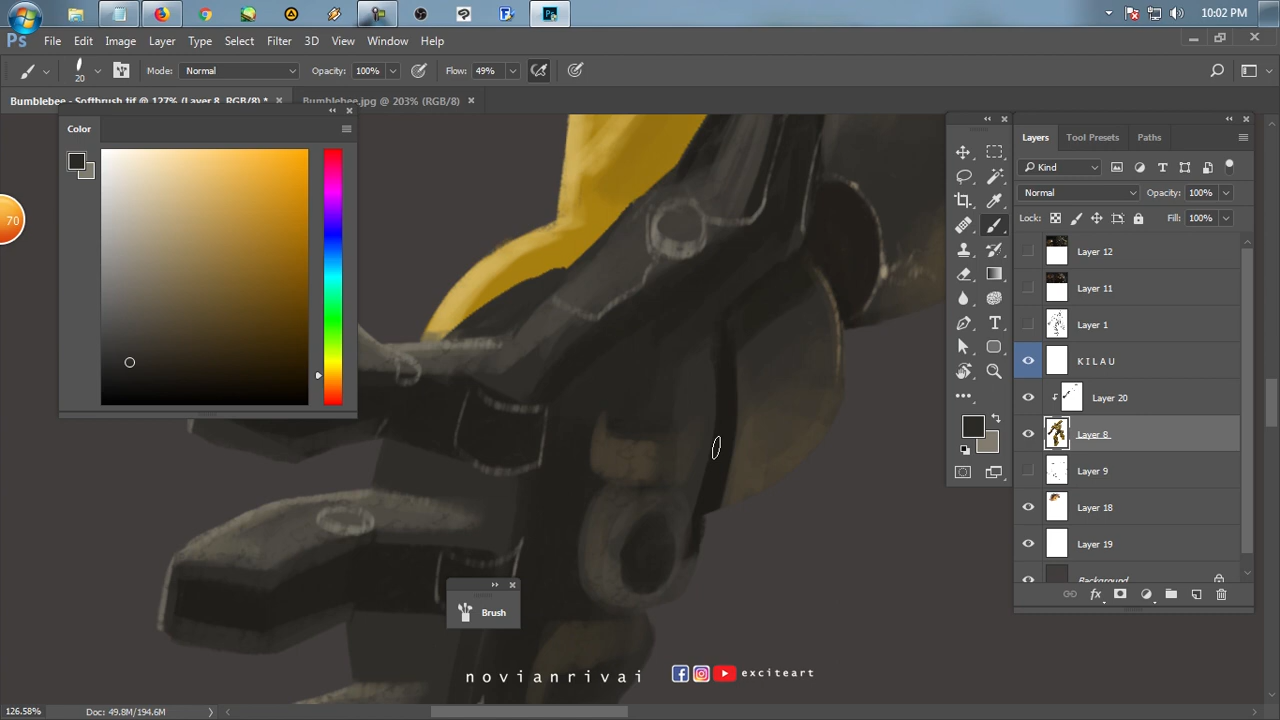 10:02 PM
Ps File Edit Image Layer Type Select Filter 3D View Window Help
20 Mode: Normal Opacity: 100% Flow: 49%
Bumblebee - Softbrush.tif @ 127% (Layer 8, RGB/8) * Bumblebee.jpg @ 203% (RGB/8)
Color
70
Layers Tool Presets Paths
Kind
Normal Opacity: 100%
Lock: Fill: 100%
Layer 12
Layer 11
Layer 1
K I L A U
Layer 20
Layer 8
Layer 9
Layer 18
Layer 19
Background
Brush
novianrivai exciteart
126.58% Doc: 49.8M/194.6M